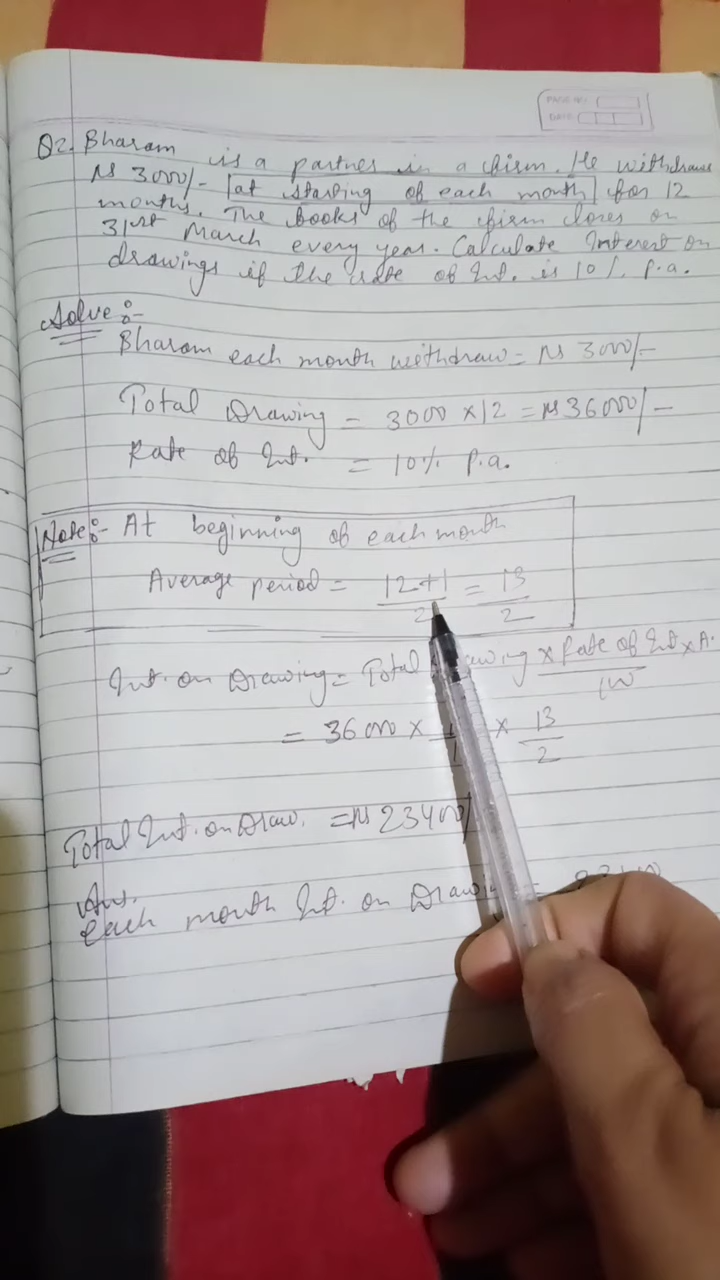 PAGE NO.
DATE
Q2. Bharam is a partner in a firm. He withdraws
Rs 3000/- at starting of each month for 12
months. The books of the firm closes on
31st March every year. Calculate Interest on
drawings if the rate of Int. is 10% p.a.
Solve:-
Bharam each month withdraw = Rs 3000/-
Total Drawing = 3000 × 12 = Rs 36000/-
Rate of Int. = 10% P.a.
Note:- At beginning of each month
Average period = 12+1/2 = 13/2
Int. on Drawing = Total × Rate of Int/100 × A.
= 36000 × × 13/2
Total Int. on Draw. = Rs 23400/
Ans.
each month Int. on =